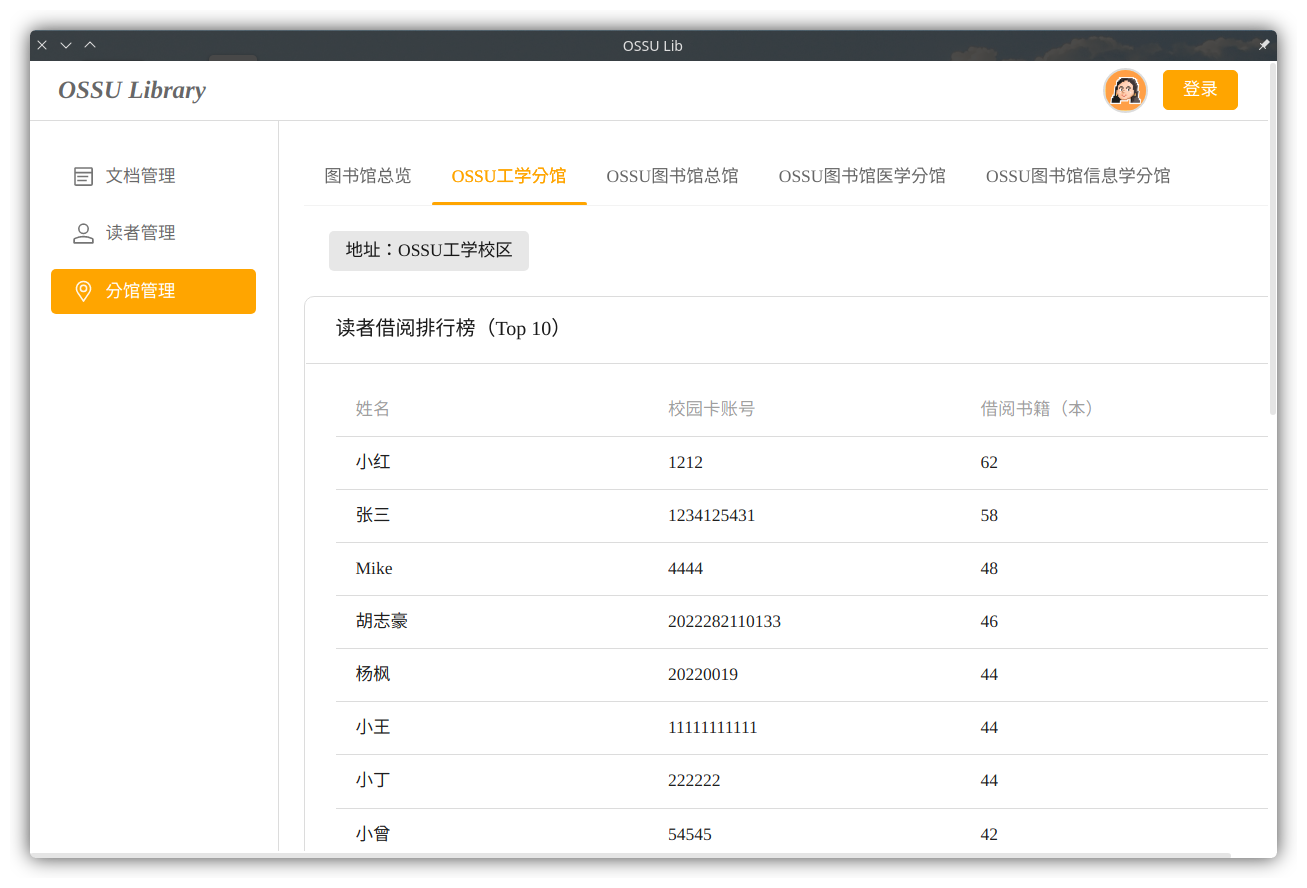 OSSU Lib
OSSU Library
登录
文档管理
读者管理
分馆管理
图书馆总览 OSSU工学分馆 OSSU图书馆总馆 OSSU图书馆医学分馆 OSSU图书馆信息学分馆
地址：OSSU工学校区
读者借阅排行榜（Top 10）
姓名 校园卡账号 借阅书籍（本）
小红 1212 62
张三 1234125431 58
Mike 4444 48
胡志豪 2022282110133 46
杨枫 20220019 44
小王 11111111111 44
小丁 222222 44
小曾 54545 42